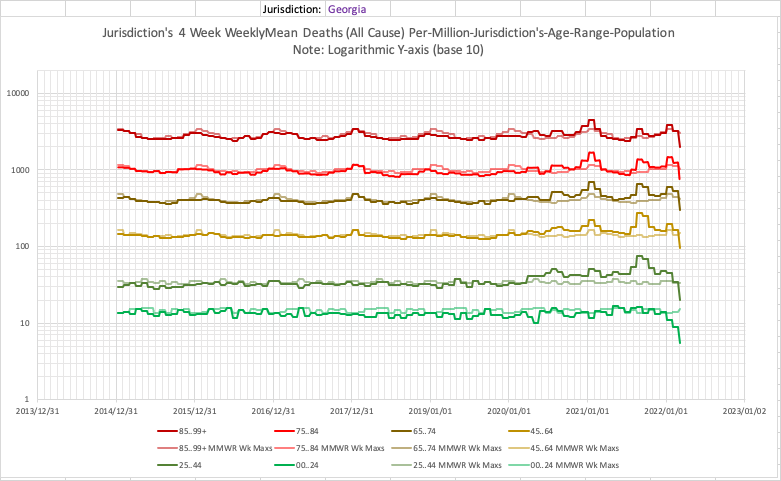 Jurisdiction: Georgia
Jurisdiction's 4 Week WeeklyMean Deaths (All Cause) Per-Million-Jurisdiction's-Age-Range-Population
Note: Logarithmic Y-axis (base 10)
10000
1000
100
10
1
2013/12/31 2014/12/31 2015/12/31 2016/12/31 2017/12/31 2019/01/01 2020/01/01 2021/01/01 2022/01/01 2023/01/02
85..99+ 75..84 65..74 45..64
85..99+ MMWR Wk Maxs 75..84 MMWR Wk Maxs 65..74 MMWR Wk Maxs 45..64 MMWR Wk Maxs
25..44 00..24 25..44 MMWR Wk Maxs 00..24 MMWR Wk Maxs